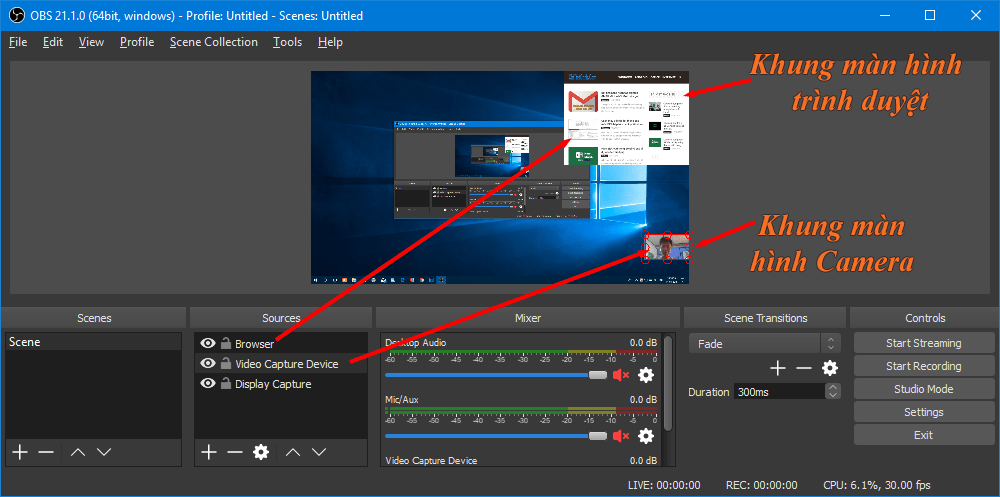 OBS 21.1.0 (64bit, windows) - Profile: Untitled - Scenes: Untitled
File Edit View Profile Scene Collection Tools Help
Khung màn hình
trình duyệt
Khung màn
hình Camera
Scenes
Scene
Sources
Browser
Video Capture Device
Display Capture
Mixer
Desktop Audio 0.0 dB
-60 -55 -50 -45 -40 -35 -30 -25 -20 -15 -10 -5 0
Mic/Aux 0.0 dB
-60 -55 -50 -45 -40 -35 -30 -25 -20 -15 -10 -5 0
Video Capture Device 0.0 dB
Scene Transitions
Fade
Duration 300ms
Controls
Start Streaming
Start Recording
Studio Mode
Settings
Exit
LIVE: 00:00:00 REC: 00:00:00 CPU: 6.1%, 30.00 fps